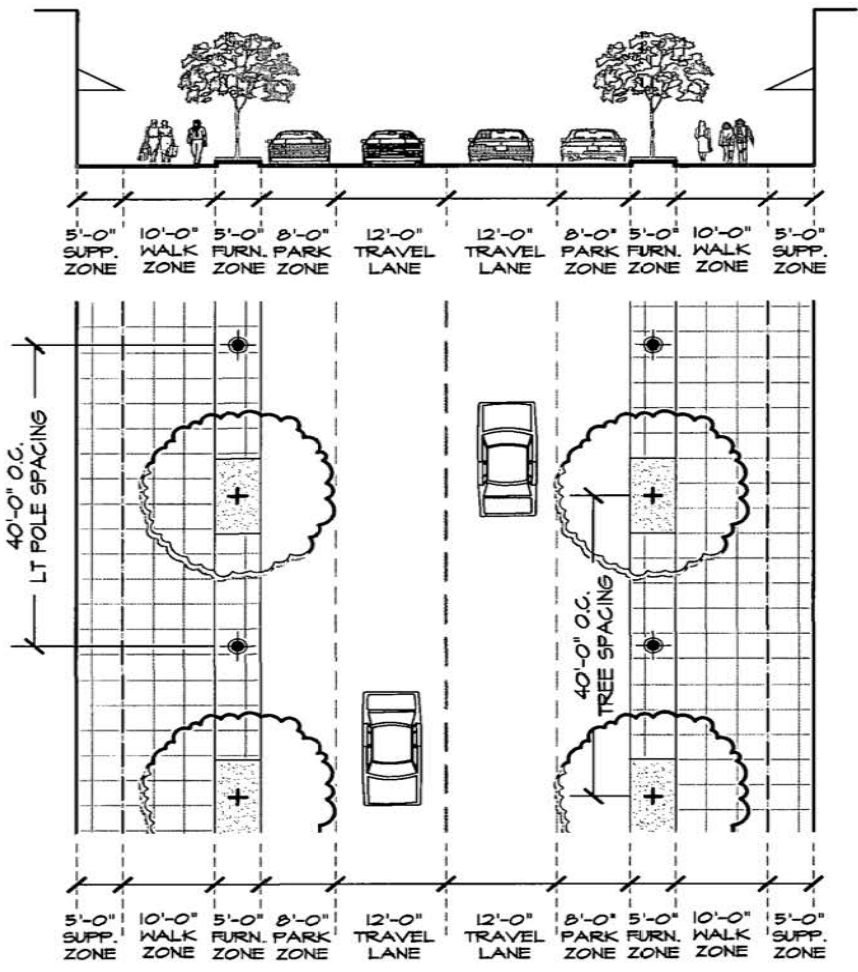 5'-0" SUPP. ZONE
10'-0" WALK ZONE
5'-0" FURN. ZONE
8'-0" PARK ZONE
12'-0" TRAVEL LANE
12'-0" TRAVEL LANE
8'-0" PARK ZONE
5'-0" FURN. ZONE
10'-0" WALK ZONE
5'-0" SUPP. ZONE
40'-0" O.C.
LT POLE SPACING
40'-0" O.C.
TREE SPACING
5'-0" SUPP. ZONE
10'-0" WALK ZONE
5'-0" FURN. ZONE
8'-0" PARK ZONE
12'-0" TRAVEL LANE
12'-0" TRAVEL LANE
8'-0" PARK ZONE
5'-0" FURN. ZONE
10'-0" WALK ZONE
5'-0" SUPP. ZONE